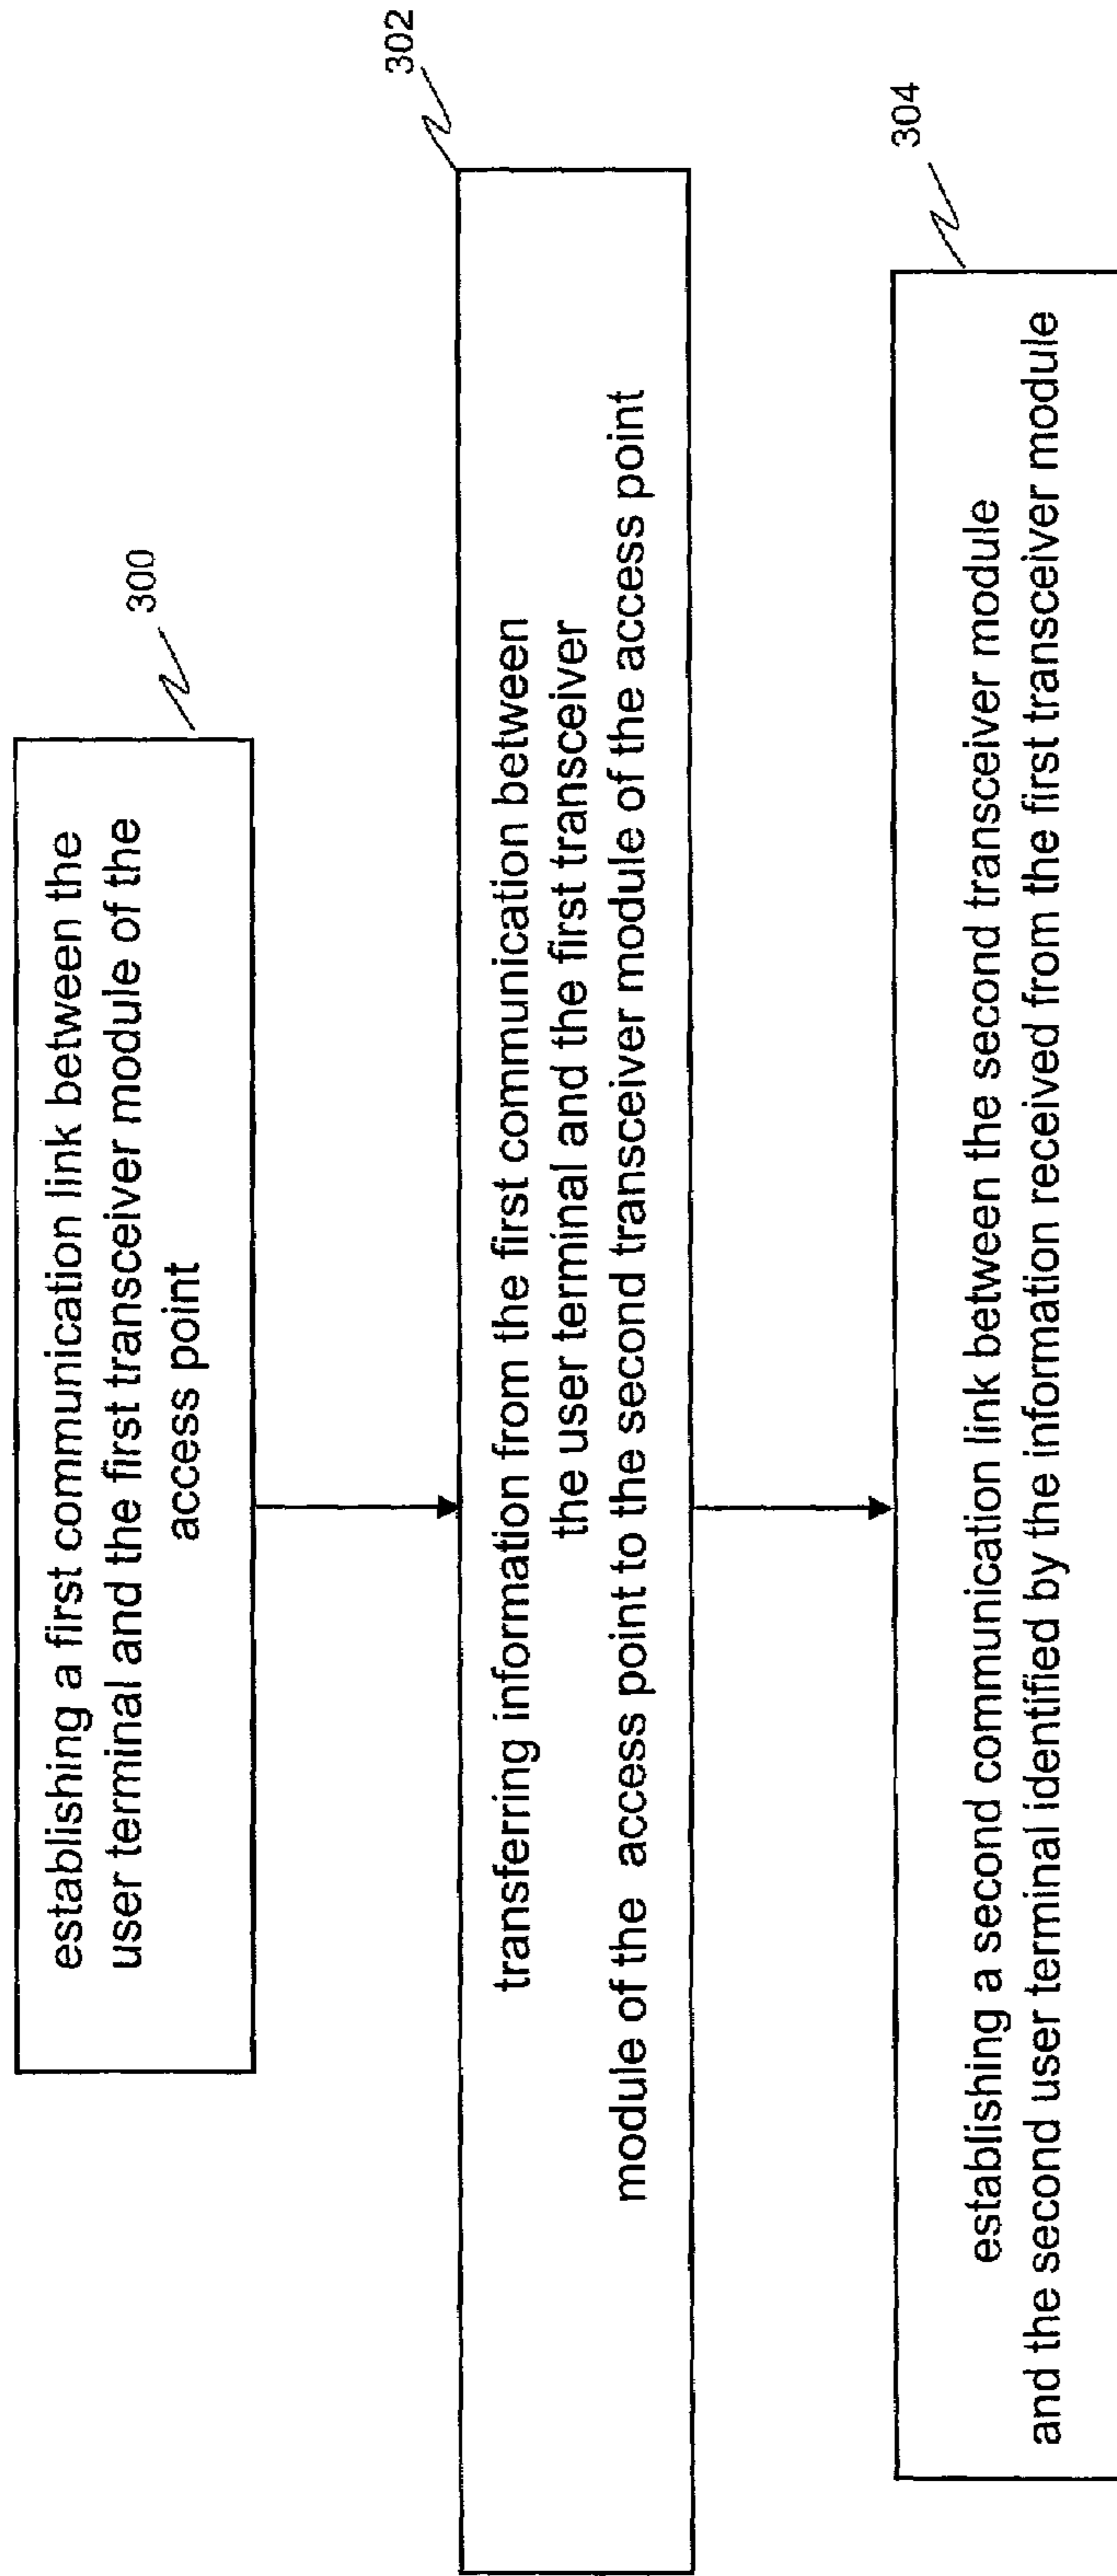 establishing a first communication link between the
user terminal and the first transceiver module of the
access point
300
transferring information from the first communication between
the user terminal and the first transceiver
module of the access point to the second transceiver module of the access point
302
establishing a second communication link between the second transceiver module
and the second user terminal identified by the information received from the first transceiver module
304